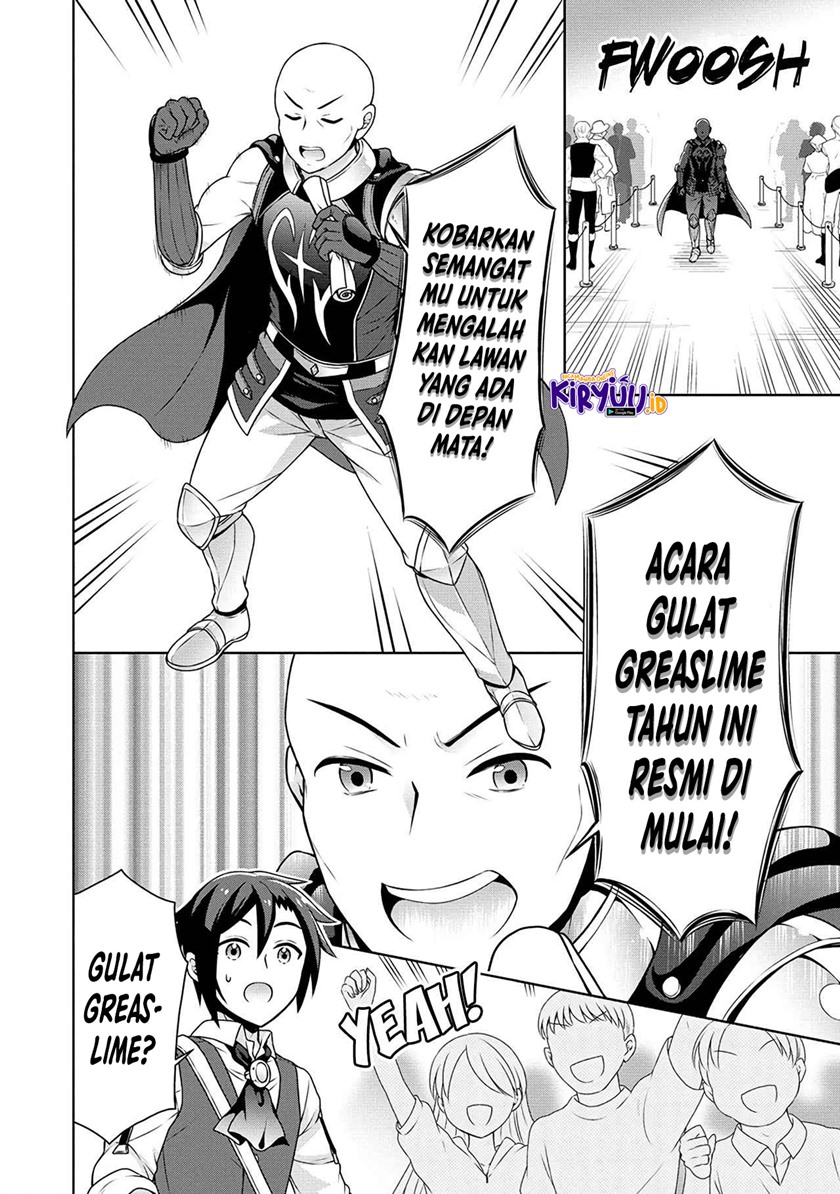 FWOOSH
KOBARKAN
SEMANGAT
MU UNTUK
MENGALAH
KAN LAWAN
YANG ADA
DI DEPAN
MATA!
KIRYUU.ID
ACARA
GULAT
GREASLIME
TAHUN INI
RESMI DI
MULAI!
YEAH!
GULAT
GREAS-
LIME?